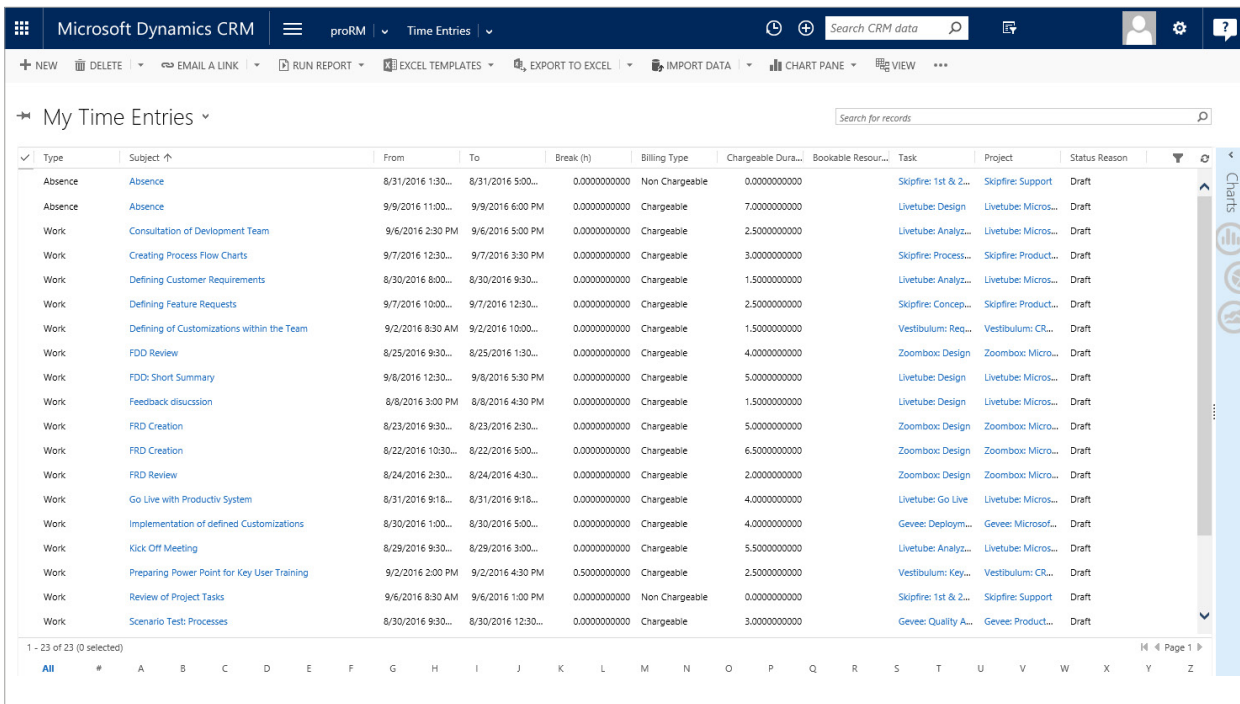 Microsoft Dynamics CRM proRM Time Entries Search CRM data ?
NEW DELETE EMAIL A LINK RUN REPORT EXCEL TEMPLATES EXPORT TO EXCEL IMPORT DATA CHART PANE VIEW •••
My Time Entries Search for records
Type Subject From To Break (h) Billing Type Chargeable Dura... Bookable Resour... Task Project Status Reason
Charts
Absence Absence 8/31/2016 1:30... 8/31/2016 5:00... 0.0000000000 Non Chargeable 0.0000000000 Skipfire: 1st & 2... Skipfire: Support Draft
Absence Absence 9/9/2016 11:00... 9/9/2016 6:00 PM 0.0000000000 Chargeable 7.0000000000 Livetube: Design Livetube: Micros... Draft
Work Consultation of Devlopment Team 9/6/2016 2:30 PM 9/6/2016 5:00 PM 0.0000000000 Chargeable 2.5000000000 Livetube: Analyz... Livetube: Micros... Draft
Work Creating Process Flow Charts 9/7/2016 12:30... 9/7/2016 3:30 PM 0.0000000000 Chargeable 3.0000000000 Skipfire: Process... Skipfire: Product... Draft
Work Defining Customer Requirements 8/30/2016 8:00... 8/30/2016 9:30... 0.0000000000 Chargeable 1.5000000000 Livetube: Analyz... Livetube: Micros... Draft
Work Defining Feature Requests 9/7/2016 10:00... 9/7/2016 12:30... 0.0000000000 Chargeable 2.5000000000 Skipfire: Concep... Skipfire: Product... Draft
Work Defining of Customizations within the Team 9/2/2016 8:30 AM 9/2/2016 10:00... 0.0000000000 Chargeable 1.5000000000 Vestibulum: Req... Vestibulum: CR... Draft
Work FDD Review 8/25/2016 9:30... 8/25/2016 1:30... 0.0000000000 Chargeable 4.0000000000 Zoombox: Design Zoombox: Micro... Draft
Work FDD: Short Summary 9/8/2016 12:30... 9/8/2016 5:30 PM 0.0000000000 Chargeable 5.0000000000 Livetube: Design Livetube: Micros... Draft
Work Feedback disucssion 8/8/2016 3:00 PM 8/8/2016 4:30 PM 0.0000000000 Chargeable 1.5000000000 Livetube: Design Livetube: Micros... Draft
Work FRD Creation 8/23/2016 9:30... 8/23/2016 2:30... 0.0000000000 Chargeable 5.0000000000 Zoombox: Design Zoombox: Micro... Draft
Work FRD Creation 8/22/2016 10:30... 8/22/2016 5:00... 0.0000000000 Chargeable 6.5000000000 Zoombox: Design Zoombox: Micro... Draft
Work FRD Review 8/24/2016 2:30... 8/24/2016 4:30... 0.0000000000 Chargeable 2.0000000000 Zoombox: Design Zoombox: Micro... Draft
Work Go Live with Productiv System 8/31/2016 9:18... 8/31/2016 9:18... 0.0000000000 Chargeable 4.0000000000 Livetube: Go Live Livetube: Micros... Draft
Work Implementation of defined Customizations 8/30/2016 1:00... 8/30/2016 5:00... 0.0000000000 Chargeable 4.0000000000 Gevee: Deploym... Gevee: Microsof... Draft
Work Kick Off Meeting 8/29/2016 9:30... 8/29/2016 3:00... 0.0000000000 Chargeable 5.5000000000 Livetube: Analyz... Livetube: Micros... Draft
Work Preparing Power Point for Key User Training 9/2/2016 2:00 PM 9/2/2016 4:30 PM 0.5000000000 Chargeable 2.5000000000 Vestibulum: Key... Vestibulum: CR... Draft
Work Review of Project Tasks 9/6/2016 8:30 AM 9/6/2016 1:00 PM 0.0000000000 Non Chargeable 0.0000000000 Skipfire: 1st & 2... Skipfire: Support Draft
Work Scenario Test: Processes 8/30/2016 9:30... 8/30/2016 12:30... 0.0000000000 Chargeable 3.0000000000 Gevee: Quality A... Gevee: Product... Draft
1 - 23 of 23 (0 selected) Page 1
All # A B C D E F G H I J K L M N O P Q R S T U V W X Y Z